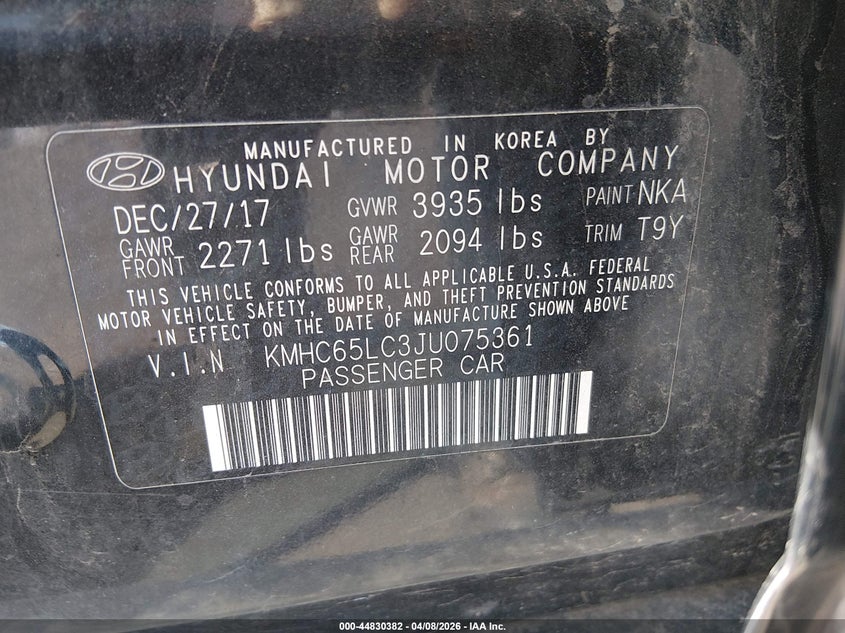 MANUFACTURED IN KOREA BY
HYUNDAI MOTOR COMPANY
DEC/27/17 GVWR 3935 lbs PAINT NKA
GAWR FRONT 2271 lbs GAWR REAR 2094 lbs TRIM T9Y
THIS VEHICLE CONFORMS TO ALL APPLICABLE U.S.A. FEDERAL
MOTOR VEHICLE SAFETY, BUMPER, AND THEFT PREVENTION STANDARDS
IN EFFECT ON THE DATE OF MANUFACTURE SHOWN ABOVE
V.I.N KMHC65LC3JU075361
PASSENGER CAR
000-44830382 - 04/08/2026 - IAA Inc.